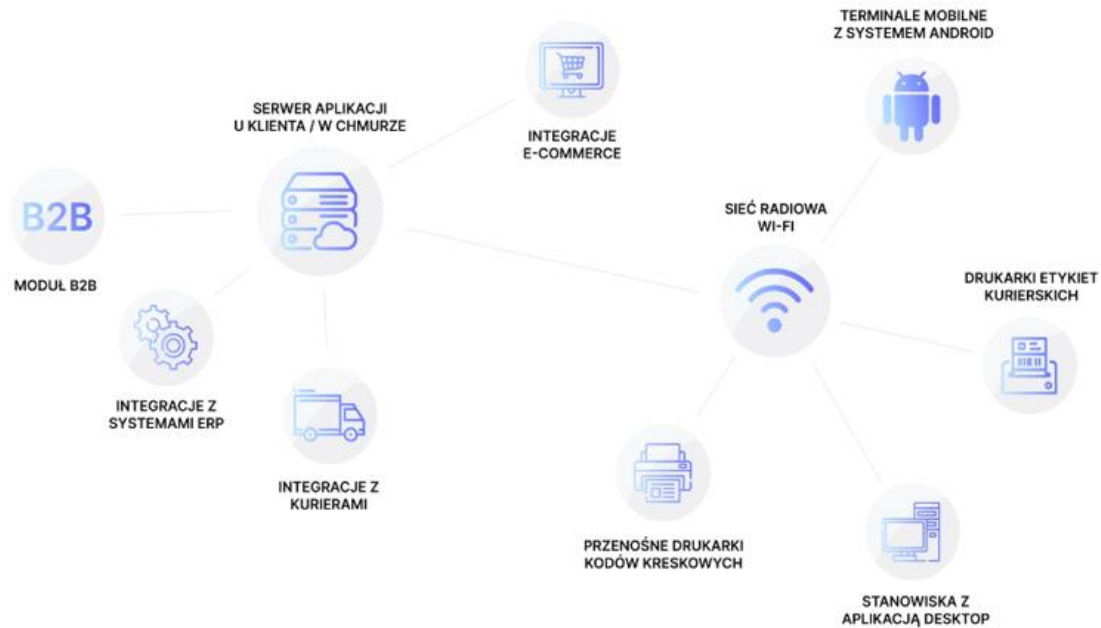 TERMINALE MOBILNE
Z SYSTEMEM ANDROID
SERWER APLIKACJI
U KLIENTA / W CHMURZE
INTEGRACJE
E-COMMERCE
B2B
MODUŁ B2B
SIEĆ RADIOWA
WI-FI
DRUKARKI ETYKIET
KURIERSKICH
INTEGRACJE Z
SYSTEMAMI ERP
INTEGRACJE Z
KURIERAMI
PRZENOŚNE DRUKARKI
KODÓW KRESKOWYCH
STANOWISKA Z
APLIKACJĄ DESKTOP